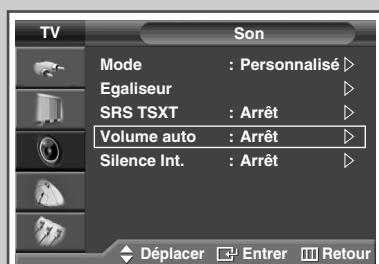 TV Son
Mode : Personnalisé
Egaliseur
SRS TSXT : Arrêt
Volume auto : Arrêt
Silence Int. : Arrêt
Déplacer Entrer Retour